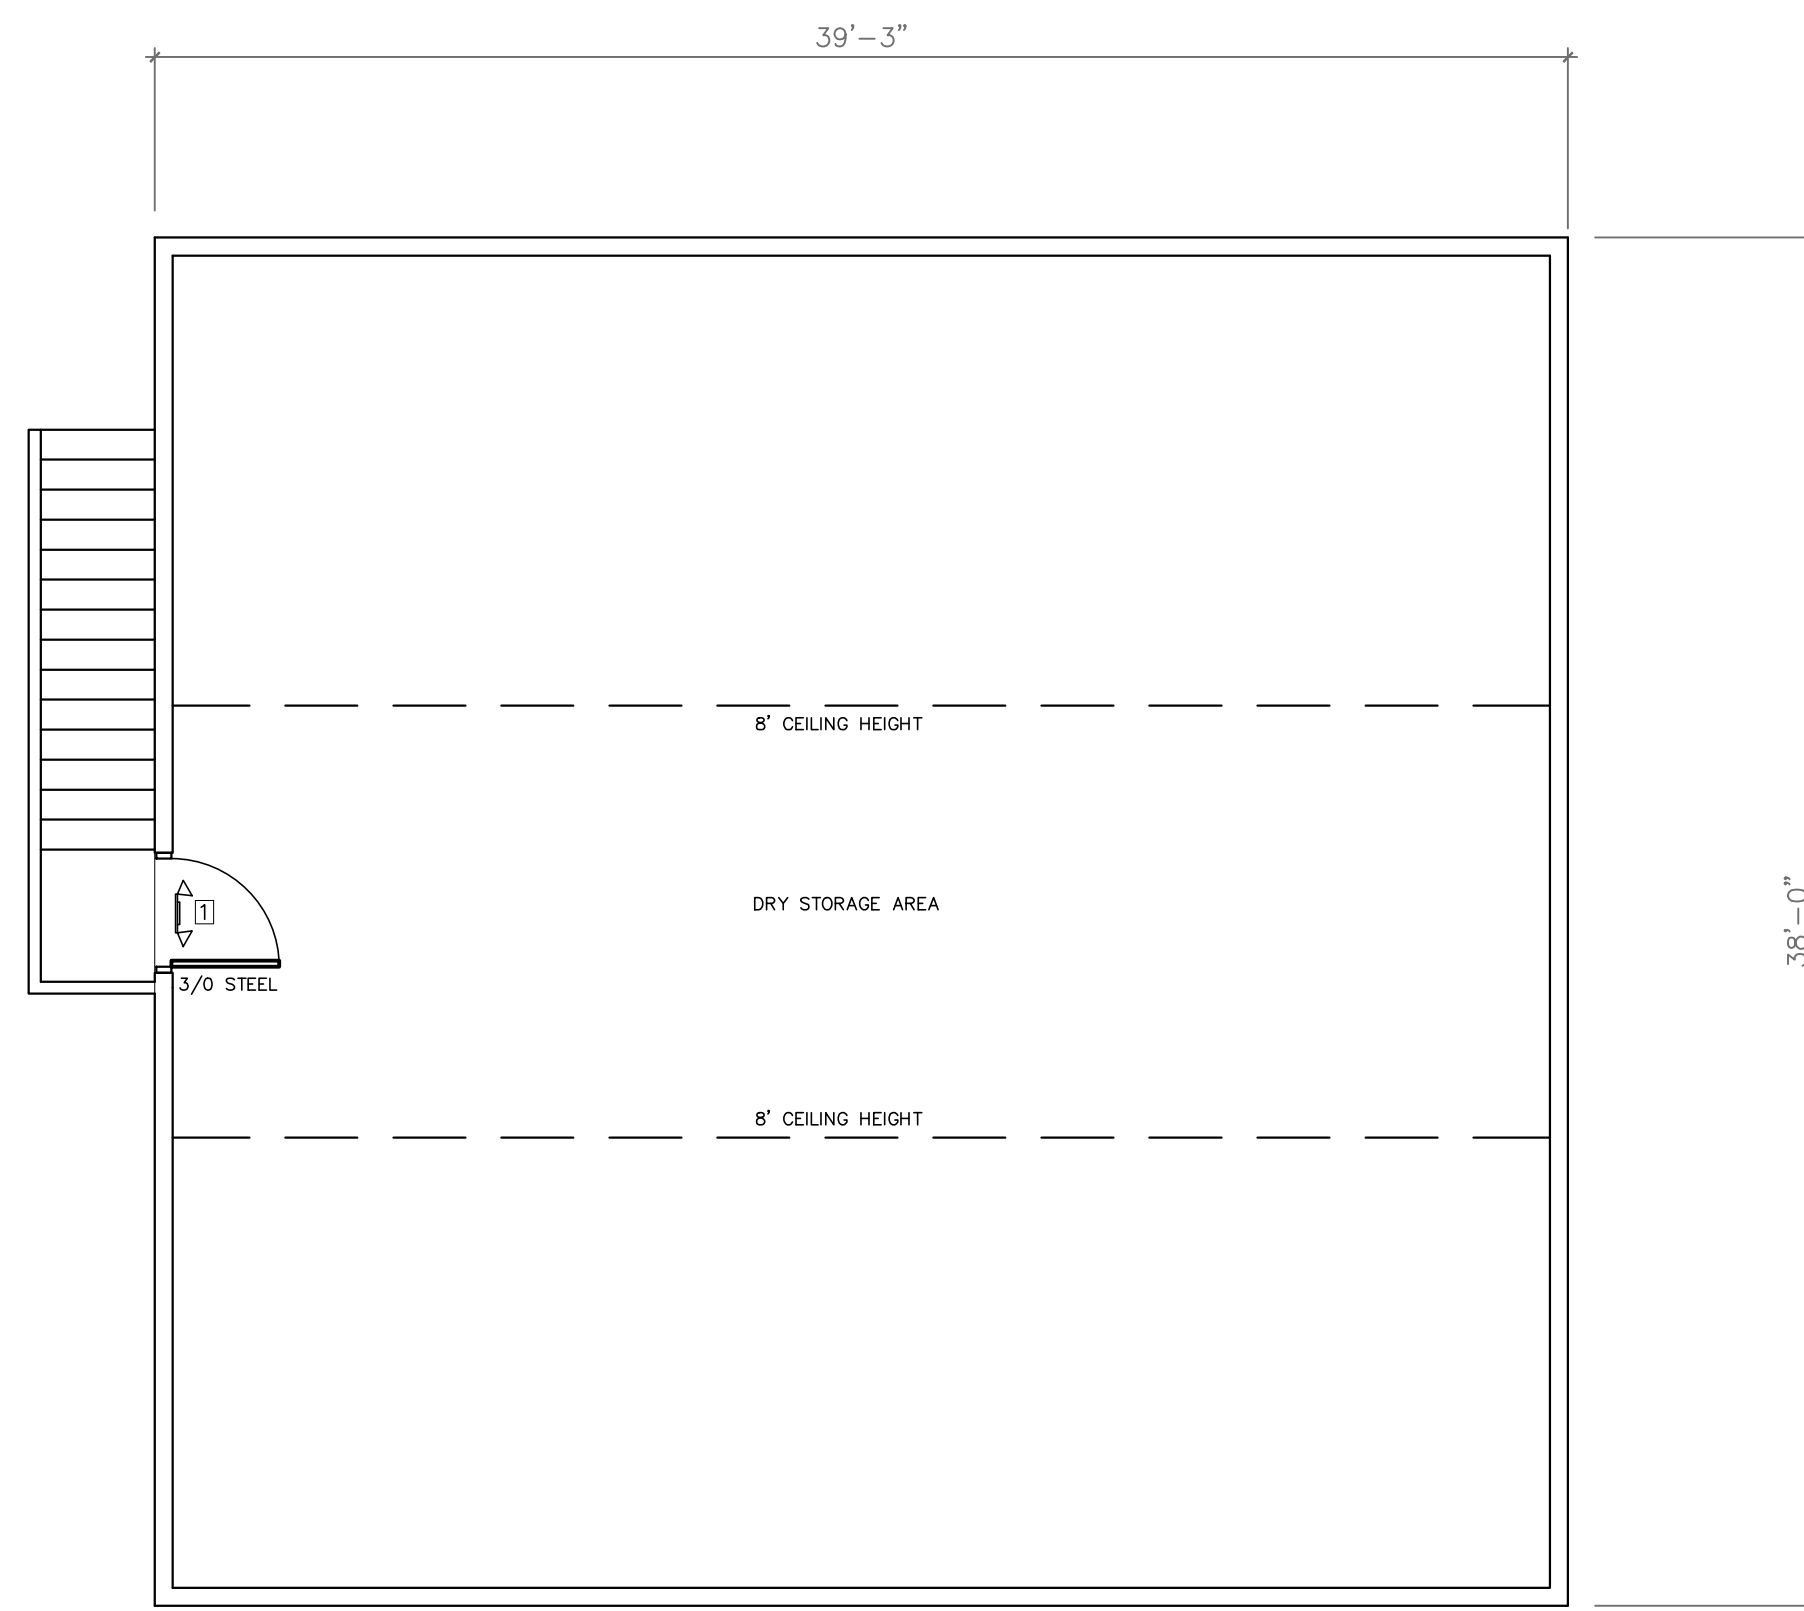 39'-3"
8' CEILING HEIGHT
DRY STORAGE AREA
1
38'-0"
3/0 STEEL
8' CEILING HEIGHT